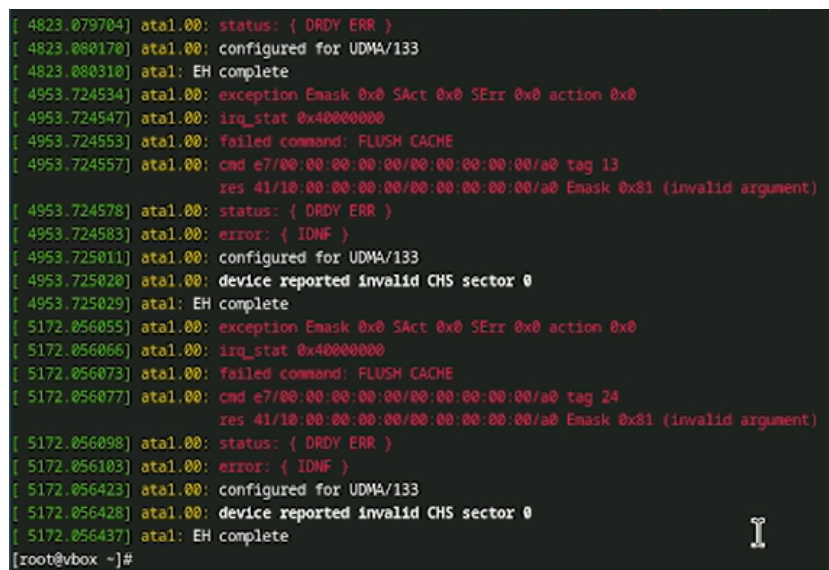 [ 4823.079704] ata1.00: status: { DRDY ERR }
[ 4823.080170] ata1.00: configured for UDMA/133
[ 4823.080310] ata1: EH complete
[ 4953.724534] ata1.00: exception Emask 0x0 SAct 0x0 SErr 0x0 action 0x0
[ 4953.724547] ata1.00: irq_stat 0x40000000
[ 4953.724553] ata1.00: failed command: FLUSH CACHE
[ 4953.724557] ata1.00: cmd e7/00:00:00:00:00/00:00:00:00:00/a0 tag 13
res 41/10:00:00:00:00/00:00:00:00:00/a0 Emask 0x81 (invalid argument)
[ 4953.724578] ata1.00: status: { DRDY ERR }
[ 4953.724583] ata1.00: error: { IDNF }
[ 4953.725011] ata1.00: configured for UDMA/133
[ 4953.725020] ata1.00: device reported invalid CHS sector 0
[ 4953.725029] ata1: EH complete
[ 5172.056055] ata1.00: exception Emask 0x0 SAct 0x0 SErr 0x0 action 0x0
[ 5172.056066] ata1.00: irq_stat 0x40000000
[ 5172.056073] ata1.00: failed command: FLUSH CACHE
[ 5172.056077] ata1.00: cmd e7/00:00:00:00:00/00:00:00:00:00/a0 tag 24
res 41/10:00:00:00:00/00:00:00:00:00/a0 Emask 0x81 (invalid argument)
[ 5172.056098] ata1.00: status: { DRDY ERR }
[ 5172.056103] ata1.00: error: { IDNF }
[ 5172.056423] ata1.00: configured for UDMA/133
[ 5172.056428] ata1.00: device reported invalid CHS sector 0
[ 5172.056437] ata1: EH complete
[root@vbox ~]#